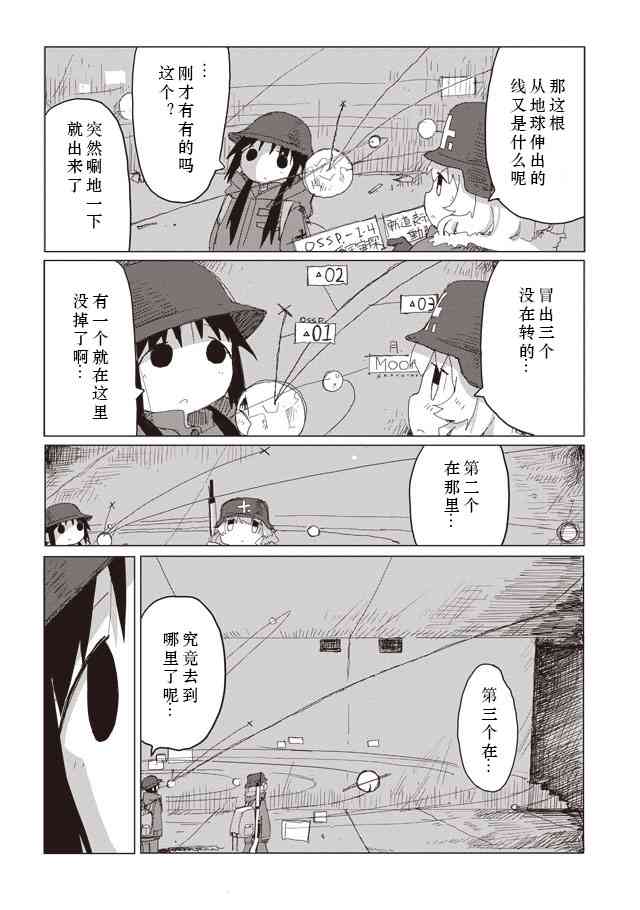 那这根
从地球伸出的
线又是什么呢
…
刚才有有的吗
这个？
突然唰地一下
就出来了
OSSP.-1-4
冒出三个
没在转的…
02
03
OSSP.
01
月
MOON
有一个就在这里
没掉了啊…
第二个
在那里…
第三个在…
究竟去到
哪里了呢…